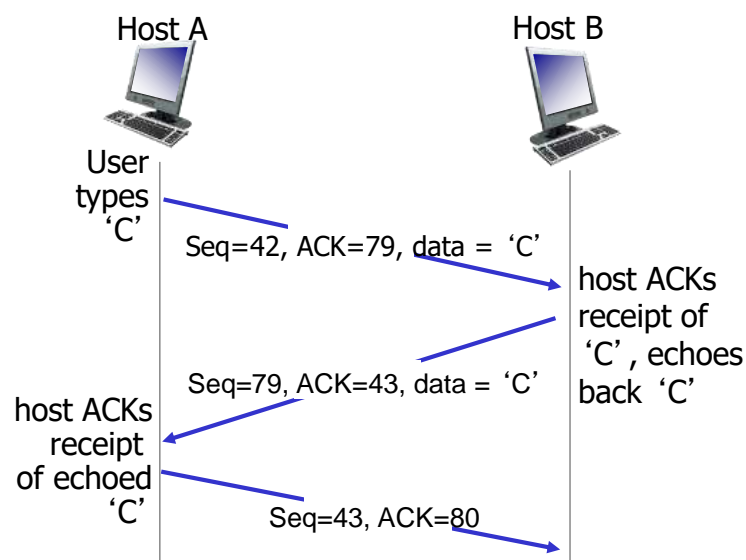 Host A
Host B
User
types
‘C’
Seq=42, ACK=79, data = ‘C’
host ACKs
receipt of
‘C’, echoes
back ‘C’
Seq=79, ACK=43, data = ‘C’
host ACKs
receipt
of echoed
‘C’
Seq=43, ACK=80